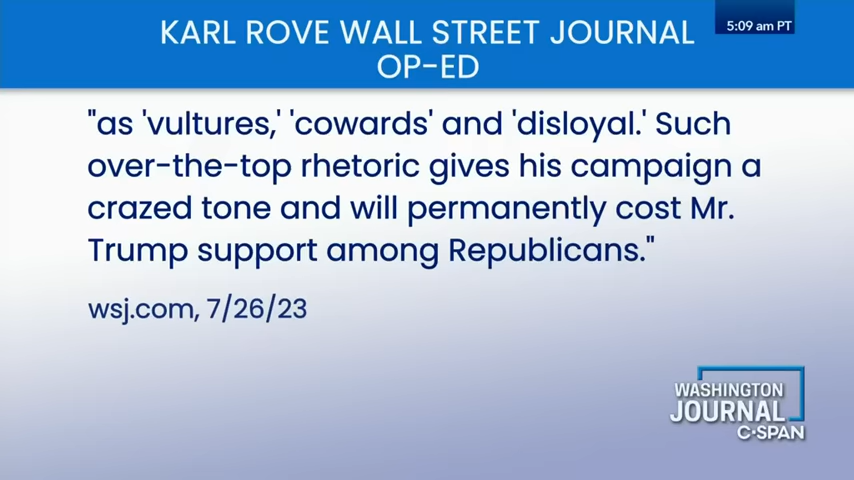 KARL ROVE WALL STREET JOURNAL
OP-ED
5:09 am PT
"as 'vultures,' 'cowards' and 'disloyal.' Such
over-the-top rhetoric gives his campaign a
crazed tone and will permanently cost Mr.
Trump support among Republicans."
wsj.com, 7/26/23
WASHINGTON
JOURNAL
C-SPAN